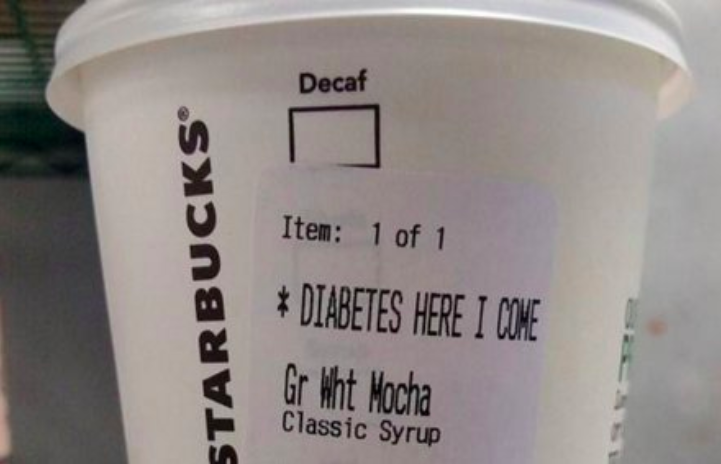 Decaf
STARBUCKS®
Item: 1 of 1
* DIABETES HERE I COME
Gr Wht Mocha
Classic Syrup